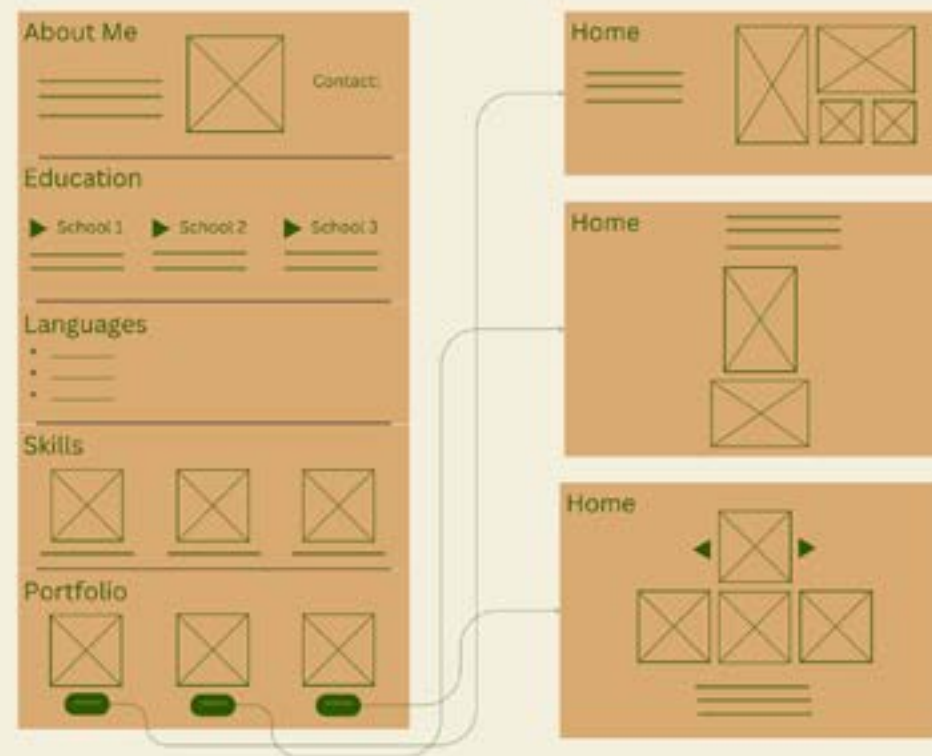 About Me
Contact:
Education
School 1
School 2
School 3
Languages
Skills
Portfolio
Home
Home
Home